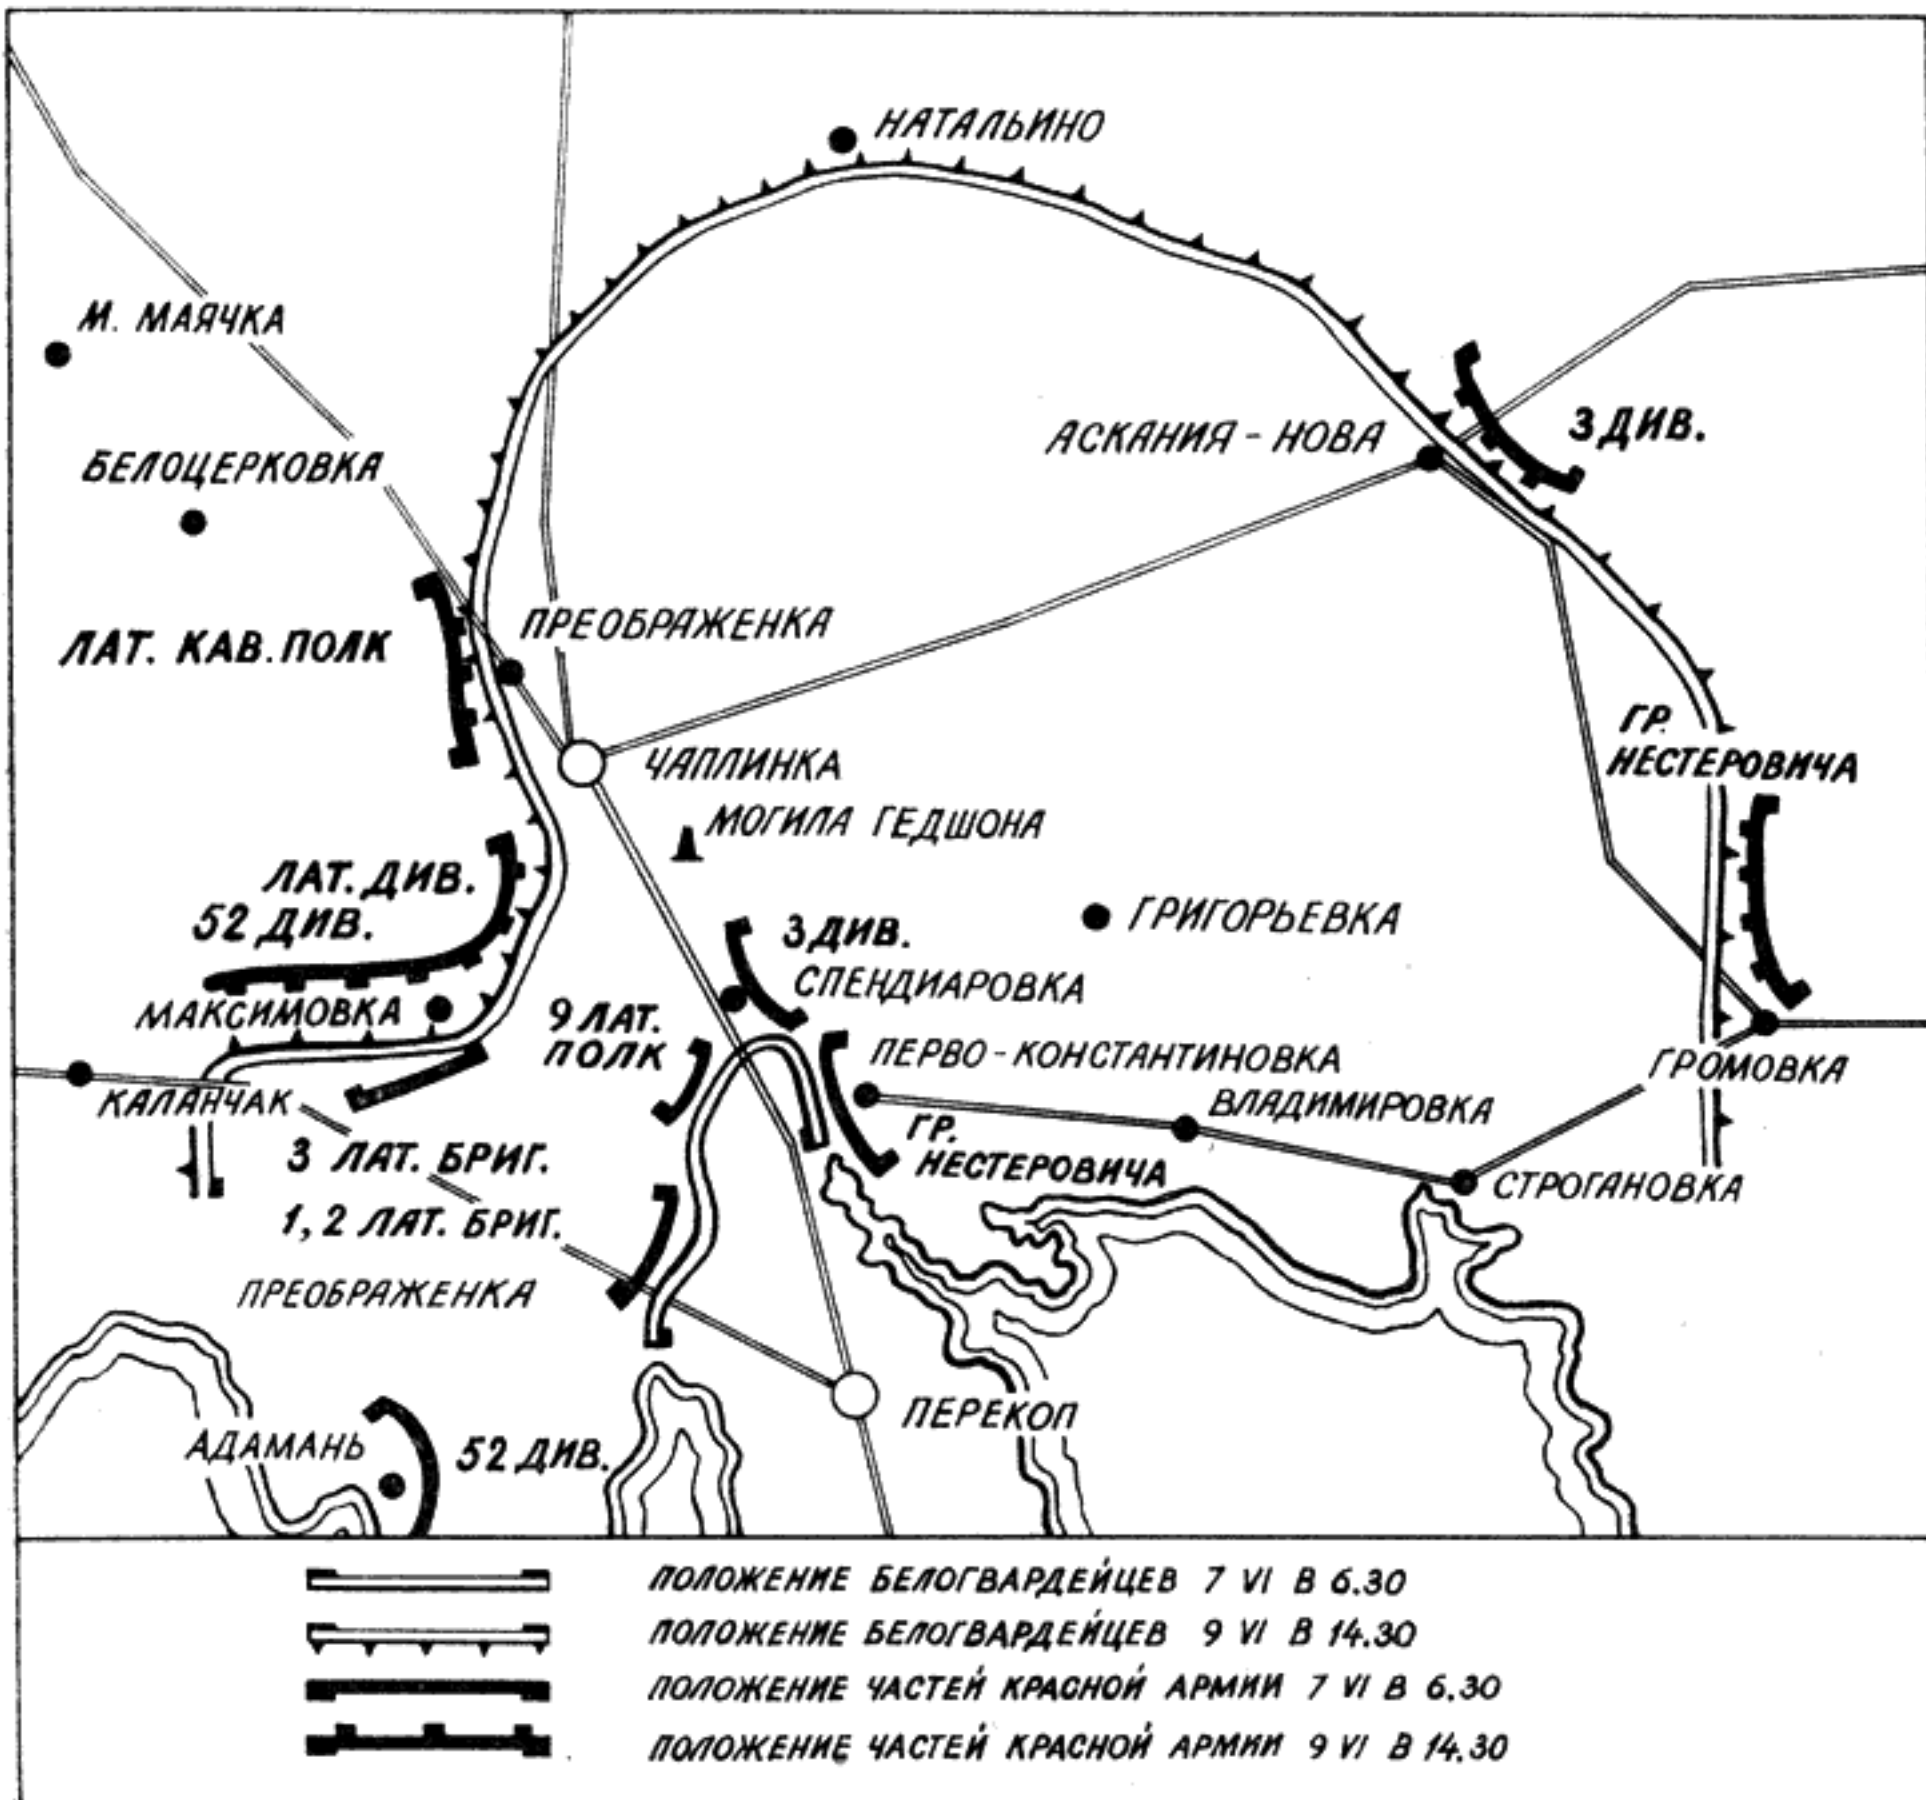 НАТАЛЬИНО
М. МАЯЧКА
БЕЛОЦЕРКОВКА
АСКАНИЯ - НОВА
3 ДИВ.
ЛАТ. КАВ. ПОЛК
ПРЕОБРАЖЕНКА
ЧАПЛИНКА
ГР.
НЕСТЕРОВИЧА
МОГИЛА ГЕДШОНА
ЛАТ. ДИВ.
52 ДИВ.
ГРИГОРЬЕВКА
3 ДИВ.
СПЕНДИАРОВКА
МАКСИМОВКА
9 ЛАТ.
ПОЛК
ПЕРВО - КОНСТАНТИНОВКА
ГРОМОВКА
КАЛАНЧАК
ВЛАДИМИРОВКА
ГР.
НЕСТЕРОВИЧА
3 ЛАТ. БРИГ.
СТРОГАНОВКА
1, 2 ЛАТ. БРИГ.
ПРЕОБРАЖЕНКА
ПЕРЕКОП
АДАМАНЬ
52 ДИВ.
ПОЛОЖЕНИЕ БЕЛОГВАРДЕЙЦЕВ 7 VI В 6.30
ПОЛОЖЕНИЕ БЕЛОГВАРДЕЙЦЕВ 9 VI В 14.30
ПОЛОЖЕНИЕ ЧАСТЕЙ КРАСНОЙ АРМИИ 7 VI В 6.30
ПОЛОЖЕНИЕ ЧАСТЕЙ КРАСНОЙ АРМИИ 9 VI В 14.30